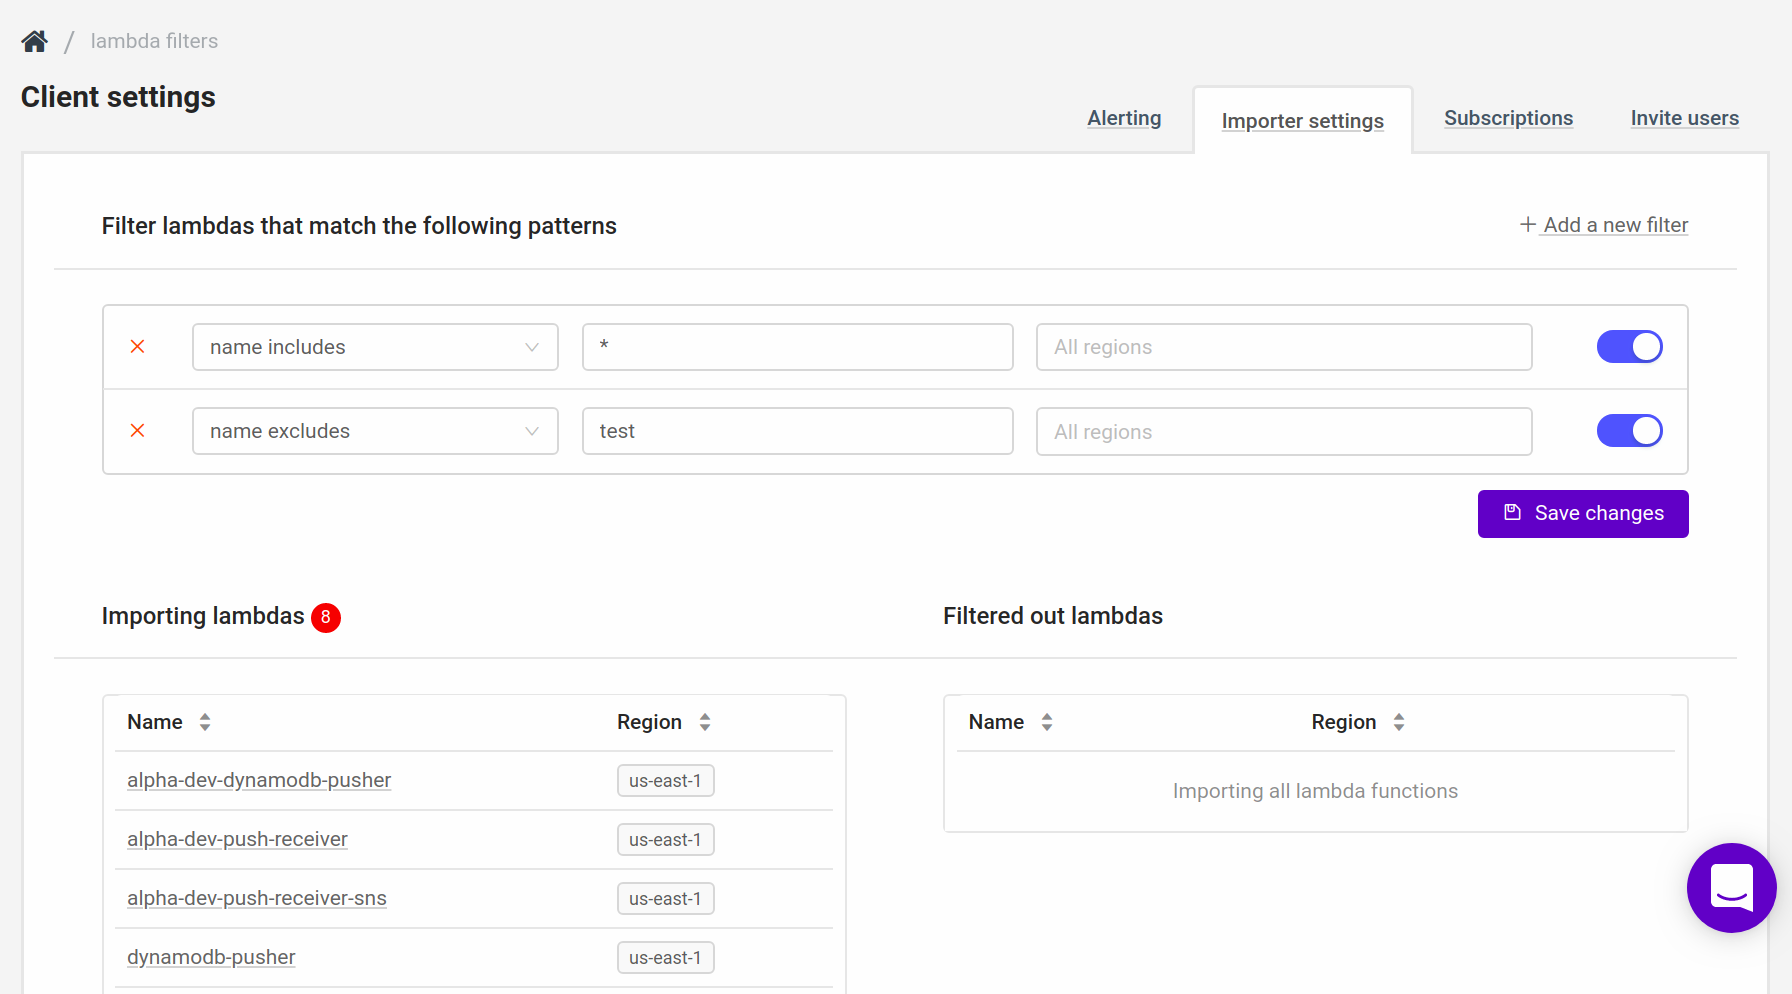 / lambda filters
Client settings
Alerting
Importer settings
Subscriptions
Invite users
Filter lambdas that match the following patterns
+ Add a new filter
name includes
*
All regions
name excludes
test
All regions
Save changes
Importing lambdas 8
Filtered out lambdas
Name Region
alpha-dev-dynamodb-pusher us-east-1
alpha-dev-push-receiver us-east-1
alpha-dev-push-receiver-sns us-east-1
dynamodb-pusher us-east-1
Name Region
Importing all lambda functions